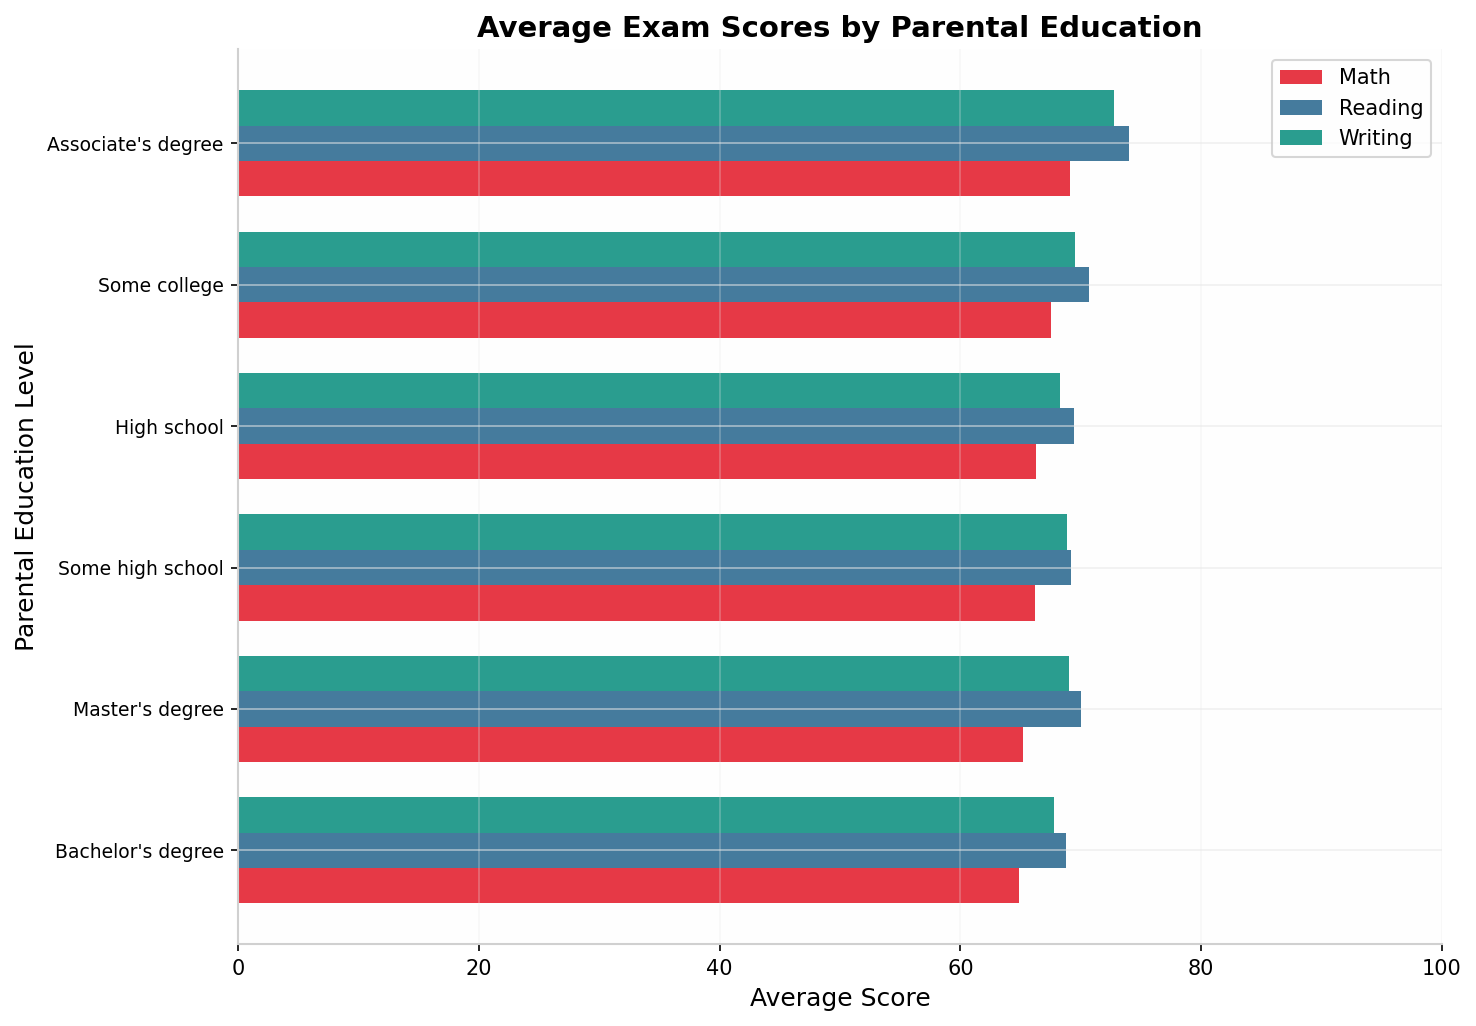 Average Exam Scores by Parental Education
Math
Reading
Writing
Parental Education Level
Associate's degree
Some college
High school
Some high school
Master's degree
Bachelor's degree
0 20 40 60 80 100
Average Score